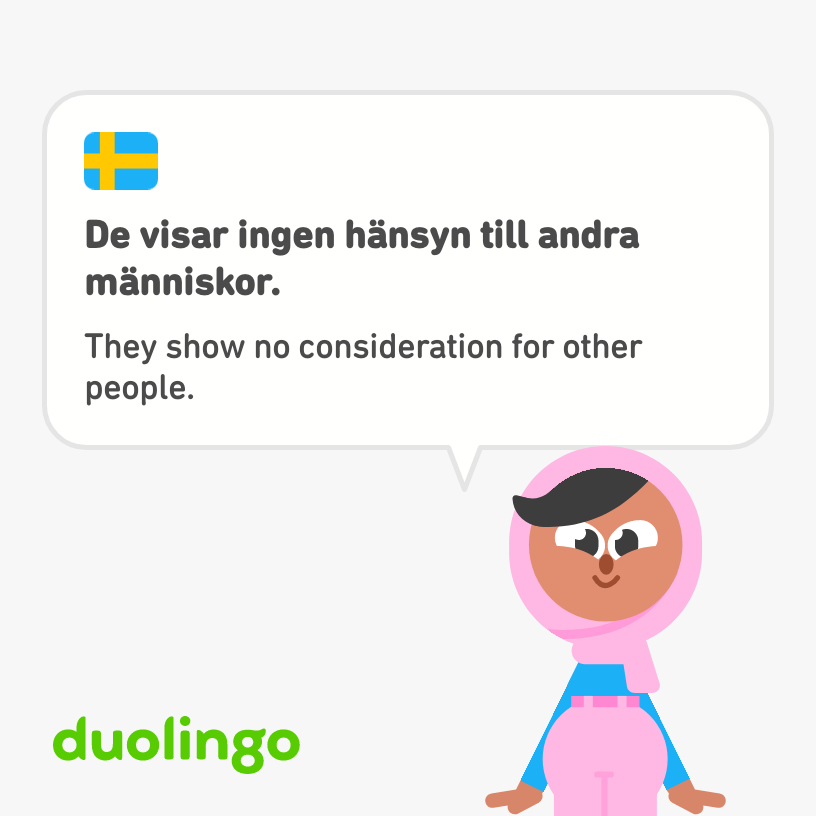 De visar ingen hänsyn till andra
människor.
They show no consideration for other
people.
duolingo